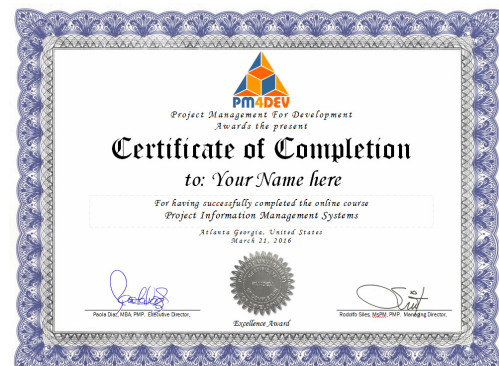 PM4DEV
Project Management For Development
Awards the present
Certificate of Completion
to: Your Name here
For having successfully completed the online course
Project Information Management Systems
Atlanta Georgia, United States
March 21, 2016
Paola Diaz, MBA, PMP. Executive Director,
Rodolfo Siles, MsPM, PMP. Managing Director,
Excellence Award